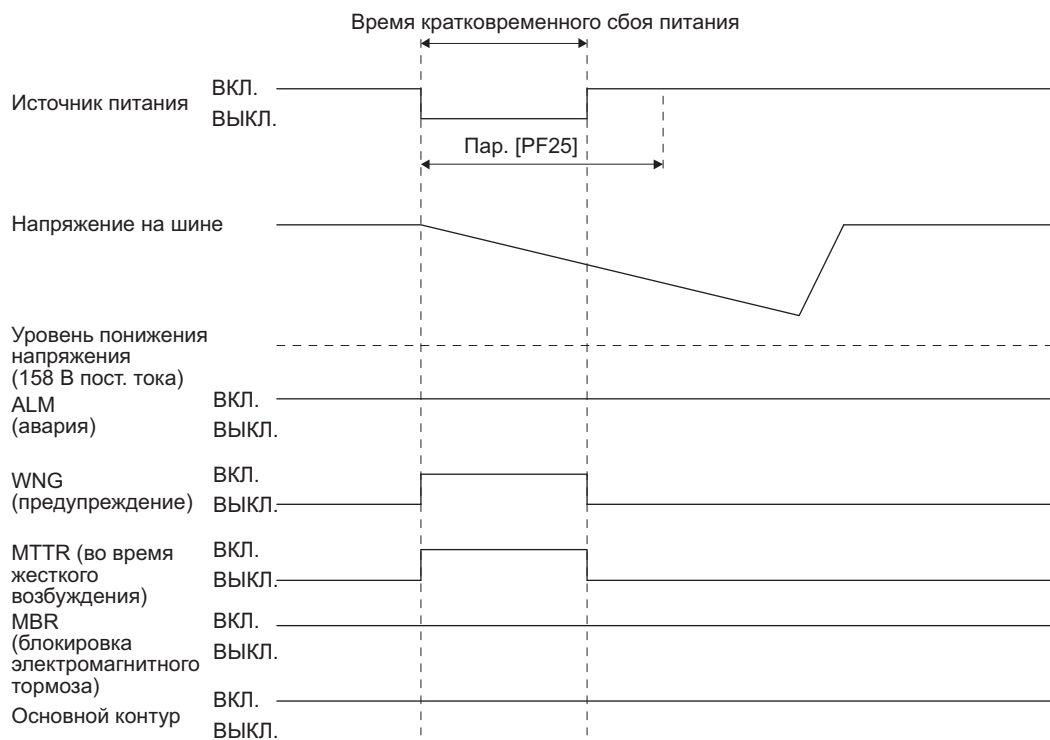 Время кратковременного сбоя питания
Источник питания
ВКЛ.
ВЫКЛ.
Пар. [PF25]
Напряжение на шине
Уровень понижения
напряжения
(158 В пост. тока)
ALM
(авария)
ВКЛ.
ВЫКЛ.
WNG
(предупреждение)
ВКЛ.
ВЫКЛ.
MTTR (во время
жесткого
возбуждения)
ВКЛ.
ВЫКЛ.
MBR
(блокировка
электромагнитного
тормоза)
ВКЛ.
ВЫКЛ.
Основной контур
ВКЛ.
ВЫКЛ.